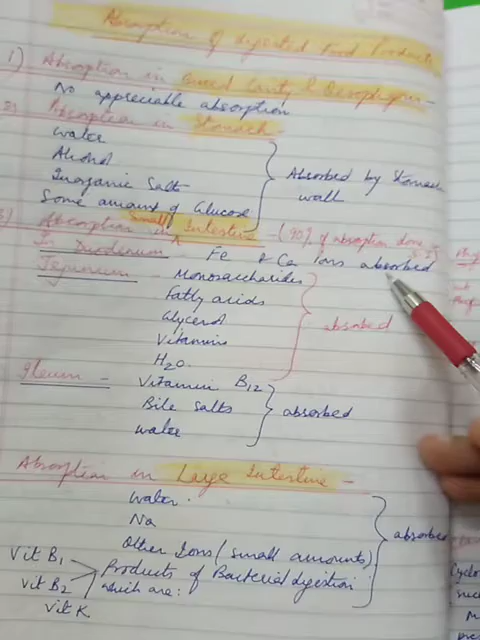 Absorption of digested Food Products
1) Absorption in Buccal Cavity & Oesophagus -
No appreciable absorption
2) Absorption in Stomach
water
Alcohol
Inorganic Salts
Some amount of Glucose
Absorbed by Stomach wall
3) Absorption in Small Intestine - (90% of absorption done
In Duodenum - Fe & Ca Ions absorbed
Jejunum - Monosaccharides
Fatty acids
Glycerol
Vitamins
H2O
absorbed
Ileum - Vitamin B12
Bile Salts
water
absorbed
Absorption in Large Intestine -
Water
Na
Other Ions (small amounts)
Products of Bacterial digestion
which are:
absorbed
Vit B1
Vit B2
Vit K